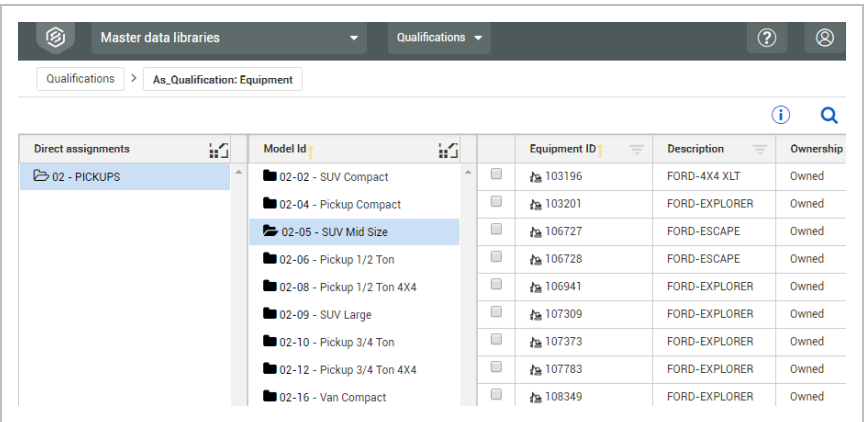 Master data libraries Qualifications
Qualifications > As_Qualification: Equipment
Direct assignments Model Id Equipment ID Description Ownership
02 - PICKUPS 02-02 - SUV Compact 103196 FORD-4X4 XLT Owned
02-04 - Pickup Compact 103201 FORD-EXPLORER Owned
02-05 - SUV Mid Size 106727 FORD-ESCAPE Owned
02-06 - Pickup 1/2 Ton 106728 FORD-ESCAPE Owned
02-08 - Pickup 1/2 Ton 4X4 106941 FORD-EXPLORER Owned
02-09 - SUV Large 107309 FORD-EXPLORER Owned
02-10 - Pickup 3/4 Ton 107373 FORD-EXPLORER Owned
02-12 - Pickup 3/4 Ton 4X4 107783 FORD-EXPLORER Owned
02-16 - Van Compact 108349 FORD-EXPLORER Owned